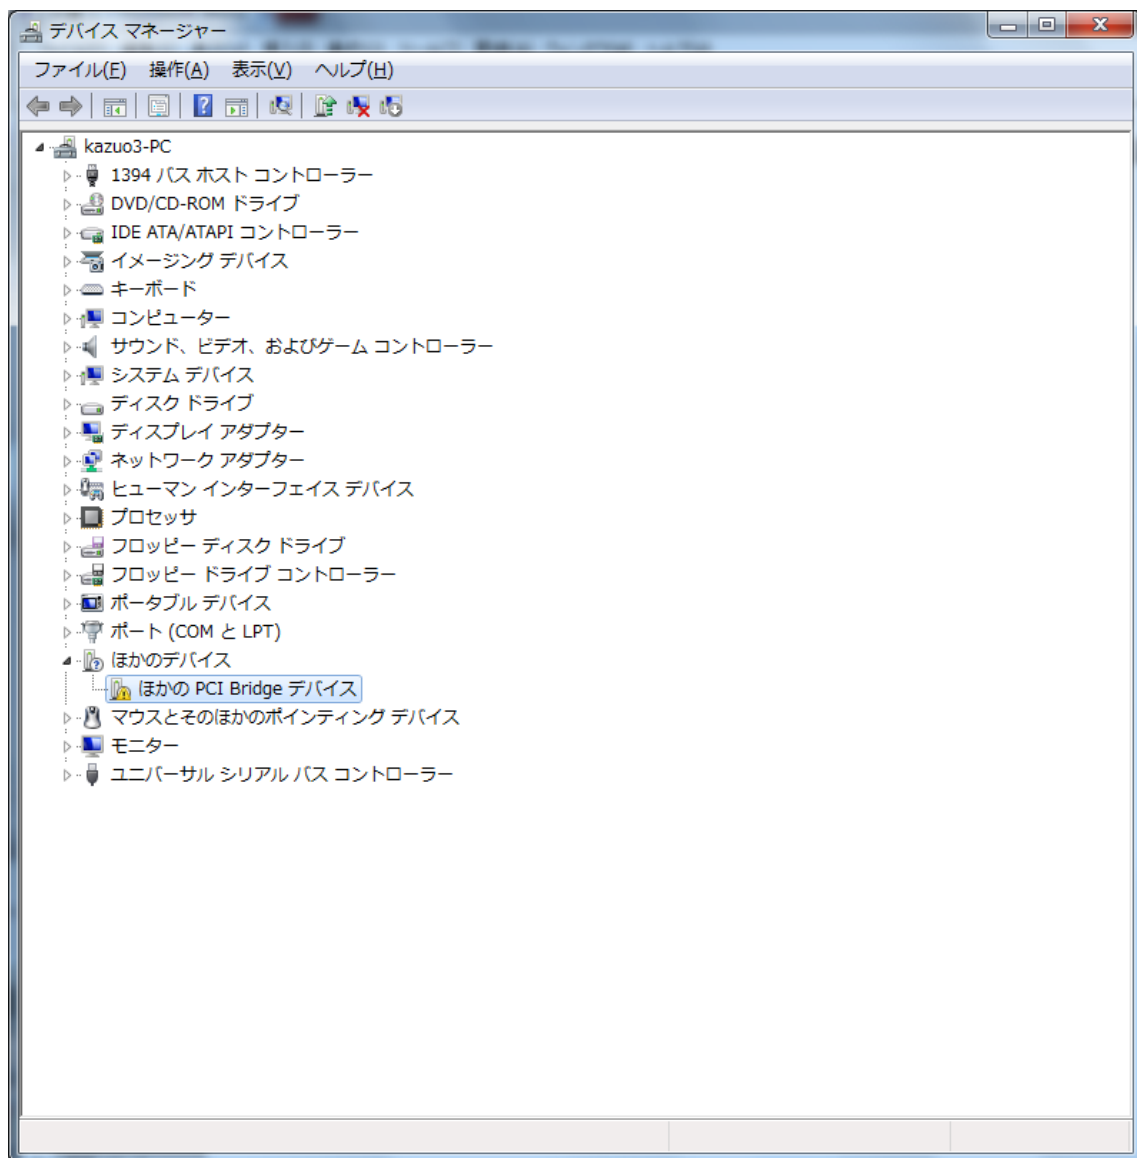 デバイス マネージャー
ファイル(F) 操作(A) 表示(V) ヘルプ(H)
kazuo3-PC
1394 バス ホスト コントローラー
DVD/CD-ROM ドライブ
IDE ATA/ATAPI コントローラー
イメージング デバイス
キーボード
コンピューター
サウンド、ビデオ、およびゲーム コントローラー
システム デバイス
ディスク ドライブ
ディスプレイ アダプター
ネットワーク アダプター
ヒューマン インターフェイス デバイス
プロセッサ
フロッピー ディスク ドライブ
フロッピー ドライブ コントローラー
ポータブル デバイス
ポート (COM と LPT)
ほかのデバイス
ほかの PCI Bridge デバイス
マウスとそのほかのポインティング デバイス
モニター
ユニバーサル シリアル バス コントローラー